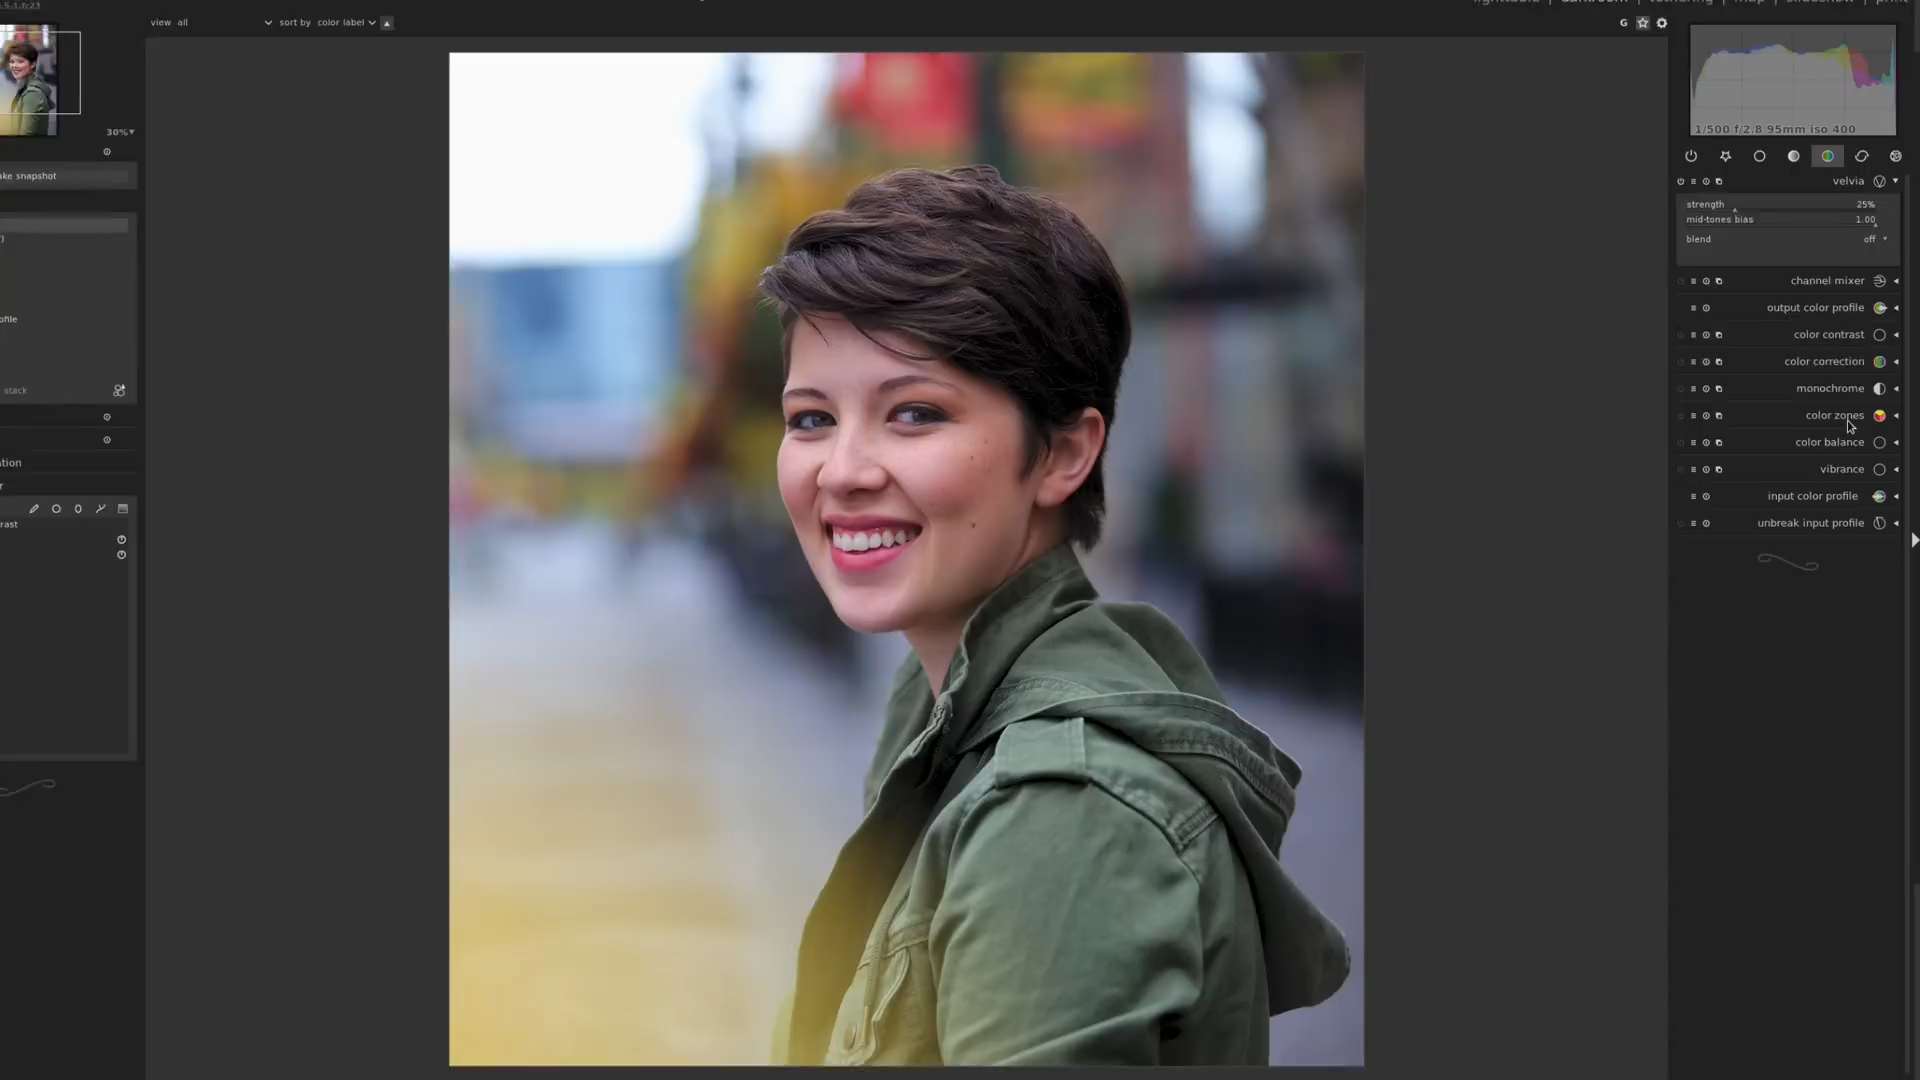 view all
sort by color label
G
30%
1/500 f/2.8 95mm iso 400
ake snapshot
velvia
strength 25%
mid-tones bias 1.00
blend off
channel mixer
output color profile
ofile
color contrast
color correction
monochrome
stack
color zones
color balance
vibrance
ation
input color profile
unbreak input profile
rast